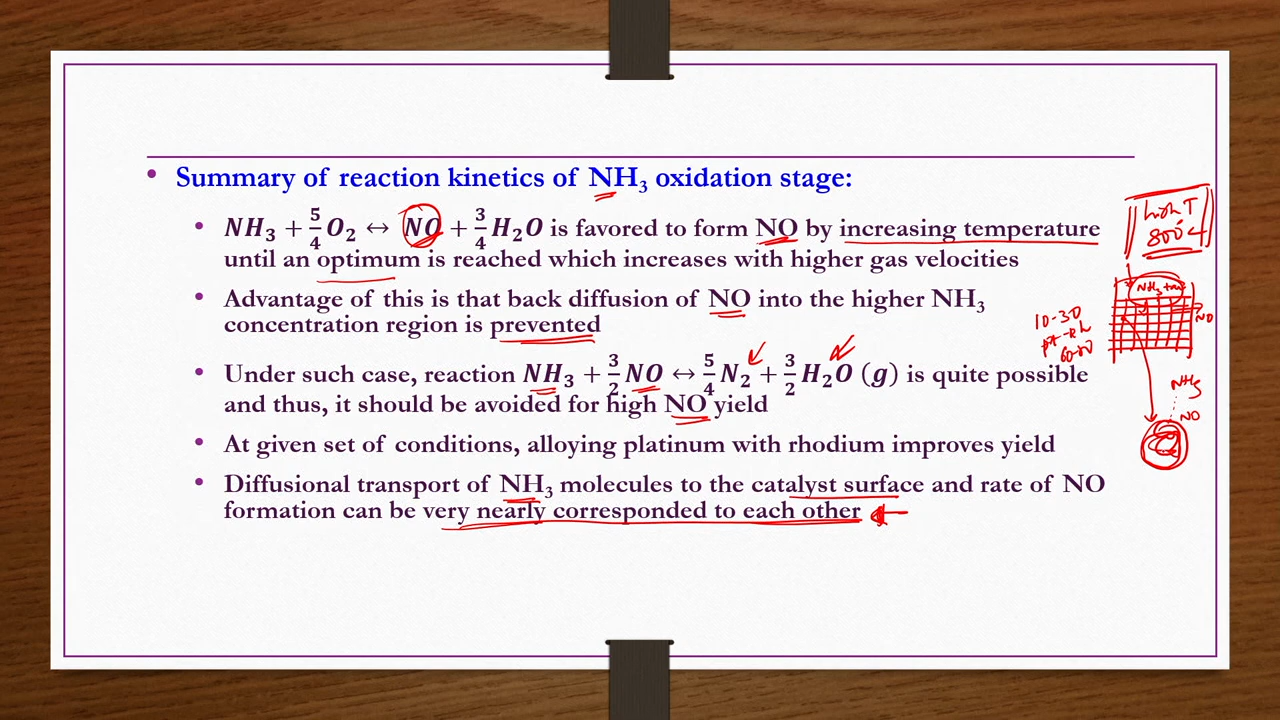 • Summary of reaction kinetics of NH₃ oxidation stage:
• NH₃ + 5/4 O₂ ↔ NO + 3/4 H₂O is favored to form NO by increasing temperature
until an optimum is reached which increases with higher gas velocities
• Advantage of this is that back diffusion of NO into the higher NH₃
concentration region is prevented
• Under such case, reaction NH₃ + 3/2 NO ↔ 5/4 N₂ + 3/2 H₂O (g) is quite possible
and thus, it should be avoided for high NO yield
• At given set of conditions, alloying platinum with rhodium improves yield
• Diffusional transport of NH₃ molecules to the catalyst surface and rate of NO
formation can be very nearly corresponded to each other
high T
NO
10-30
NH₃
NO